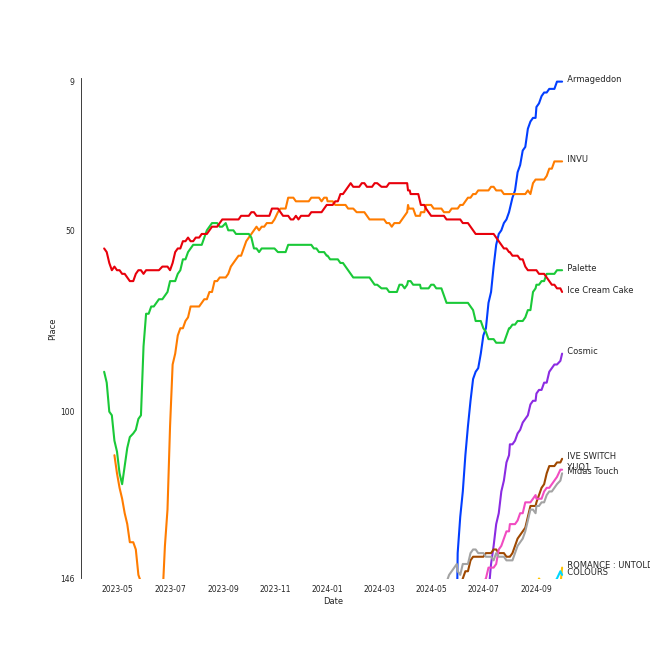 9
Armageddon
INVU
50
Palette
Ice Cream Cake
Place
Cosmic
100
IVE SWITCH
YUQ1
Midas Touch
ROMANCE : UNTOLD
COLOURS
146
2023-05 2023-07 2023-09 2023-11 2024-01 2024-03 2024-05 2024-07 2024-09
Date